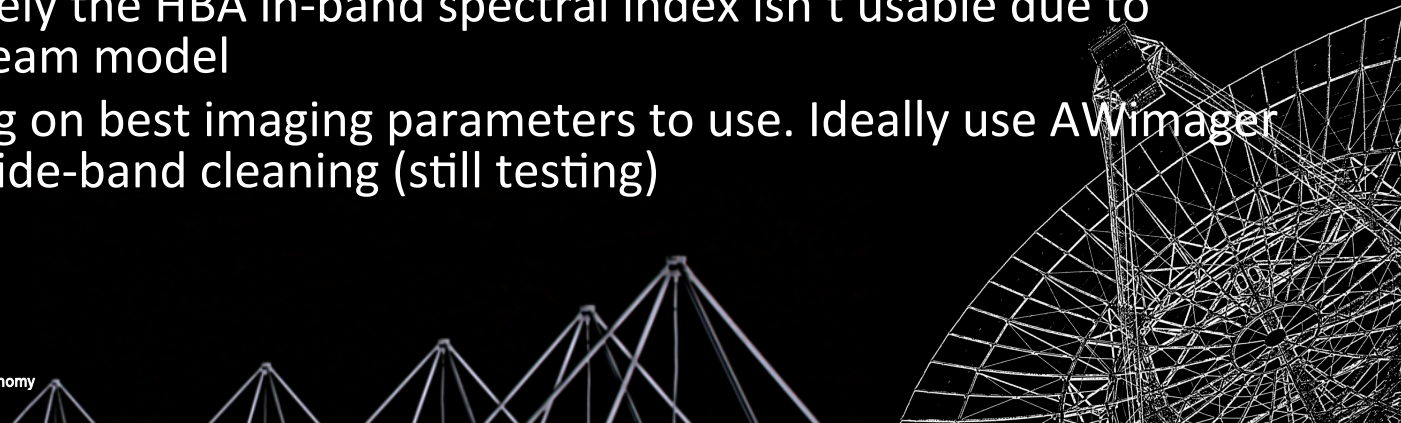 ely the HBA in-band spectral index isn't usable due to
eam model
g on best imaging parameters to use. Ideally use AWimager
ide-band cleaning (still testing)
nomy